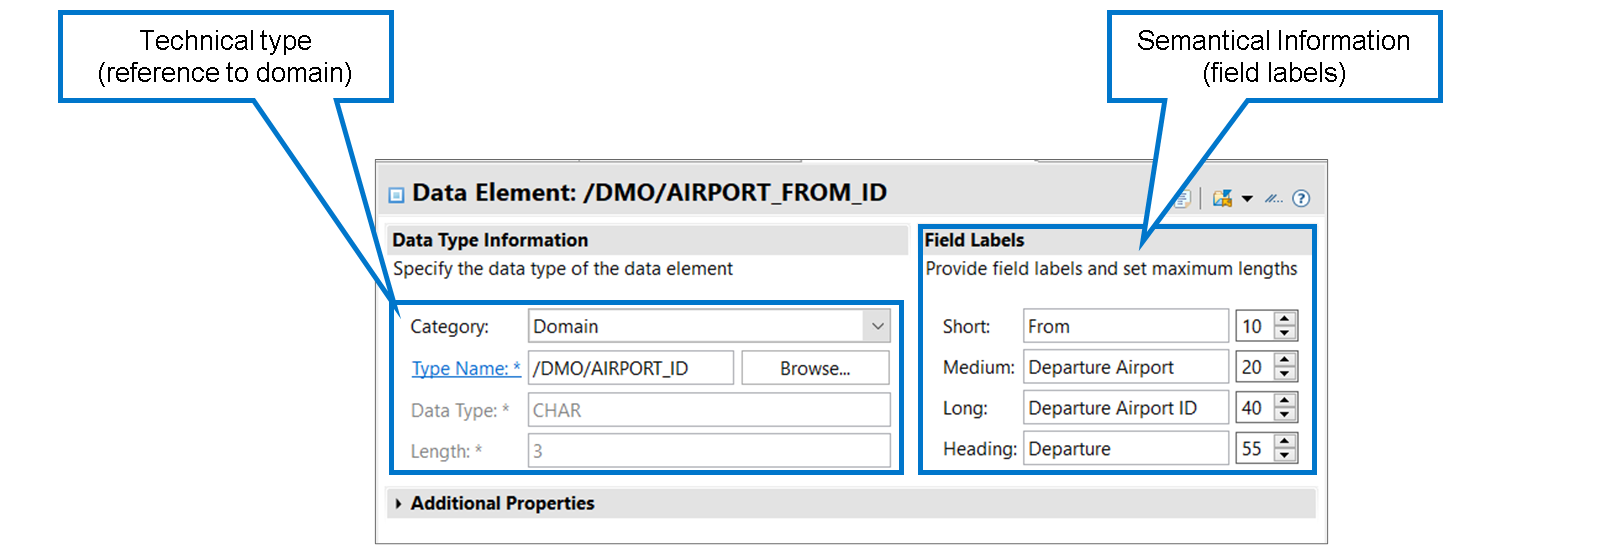 Technical type
(reference to domain)
Semantical Information
(field labels)
Data Element: /DMO/AIRPORT_FROM_ID
Data Type Information
Specify the data type of the data element
Category: Domain
Type Name: * /DMO/AIRPORT_ID Browse...
Data Type: * CHAR
Length: * 3
Field Labels
Provide field labels and set maximum lengths
Short: From 10
Medium: Departure Airport 20
Long: Departure Airport ID 40
Heading: Departure 55
Additional Properties